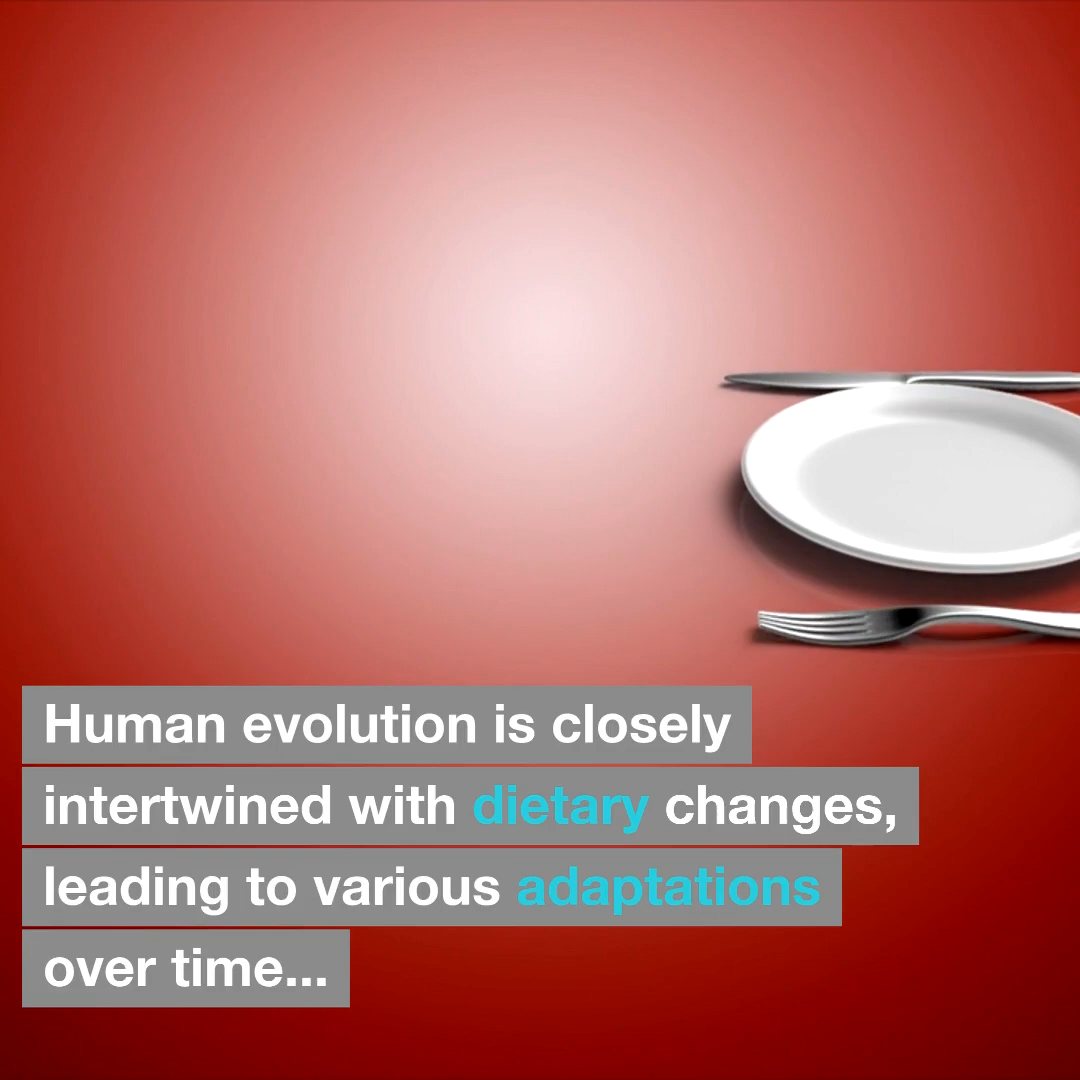 Human evolution is closely
intertwined with dietary changes,
leading to various adaptations
over time...